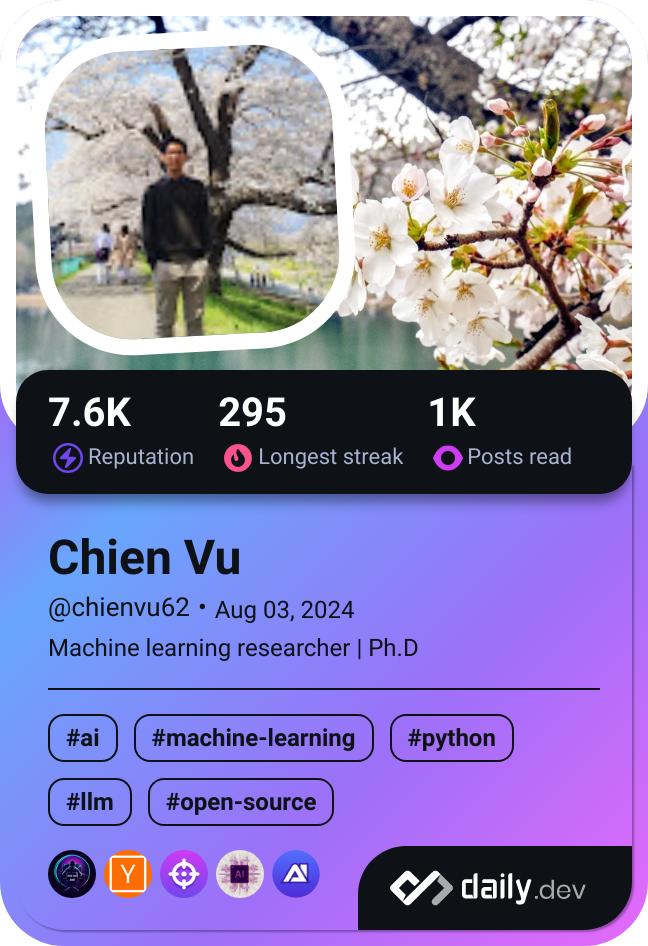 7.6K 295 1K
Reputation Longest streak Posts read
Chien Vu
@chienvu62 • Aug 03, 2024
Machine learning researcher | Ph.D
#ai #machine-learning #python
#llm #open-source
Y AI
daily.dev